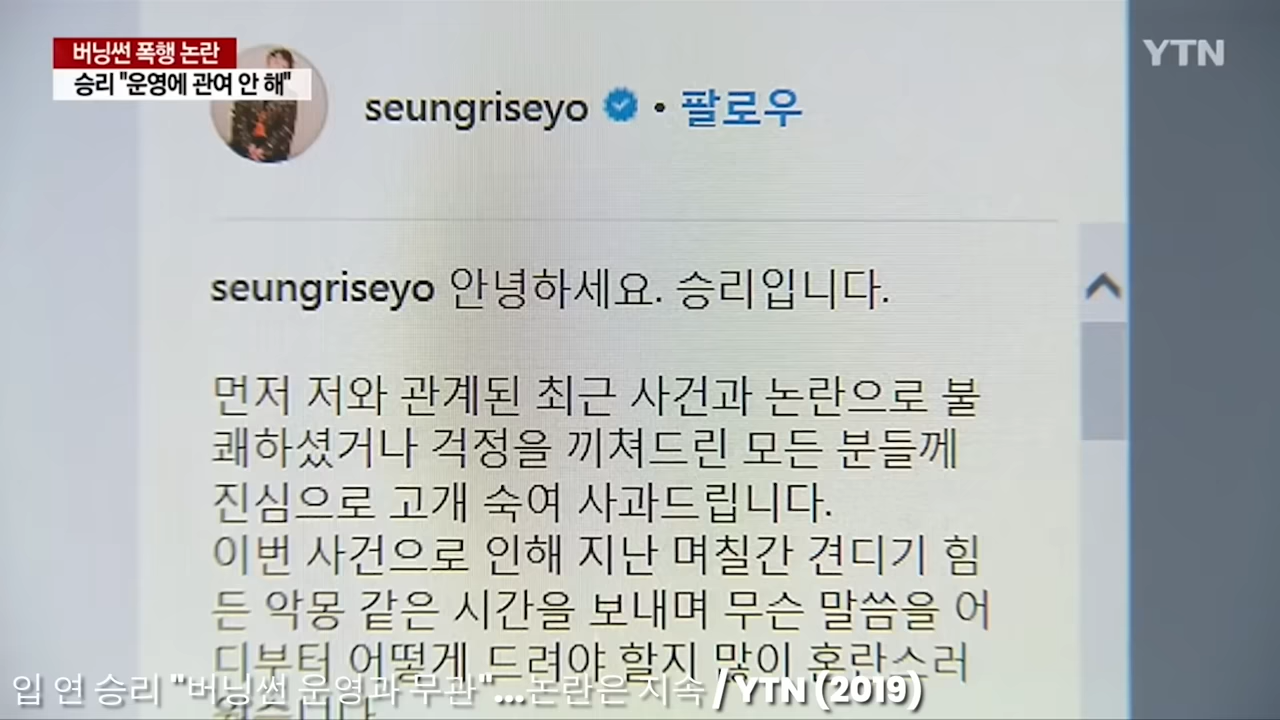 버닝썬 폭행 논란
승리 "운영에 관여 안 해"
YTN
seungriseyo • 팔로우
seungriseyo 안녕하세요. 승리입니다.
먼저 저와 관계된 최근 사건과 논란으로 불
쾌하셨거나 걱정을 끼쳐드린 모든 분들께
진심으로 고개 숙여 사과드립니다.
이번 사건으로 인해 지난 며칠간 견디기 힘
든 악몽 같은 시간을 보내며 무슨 말씀을 어
디부터 어떻게 드려야 할지 많이 혼란스러
입 연 승리 "버닝썬 운영과 무관"...논란은 지속 / YTN (2019)